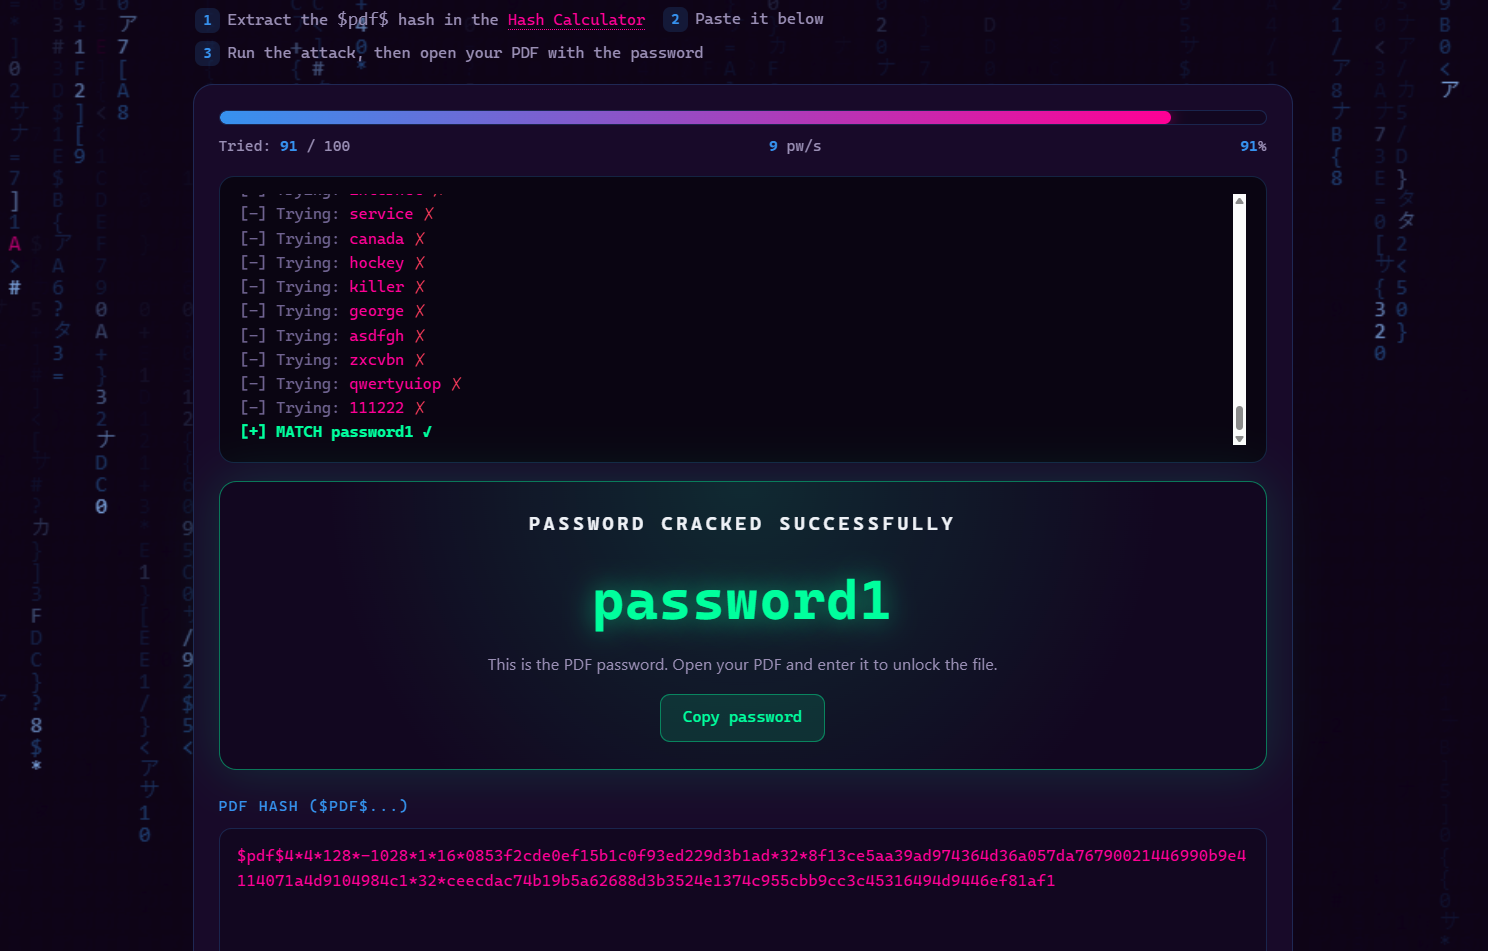 1 Extract the $pdf$ hash in the Hash Calculator 2 Paste it below
3 Run the attack, then open your PDF with the password
Tried: 91 / 100 9 pw/s 91%
[-] Trying: service ✗
[-] Trying: canada ✗
[-] Trying: hockey ✗
[-] Trying: killer ✗
[-] Trying: george ✗
[-] Trying: asdfgh ✗
[-] Trying: zxcvbn ✗
[-] Trying: qwertyuiop ✗
[-] Trying: 111222 ✗
[+] MATCH password1 ✓
PASSWORD CRACKED SUCCESSFULLY
password1
This is the PDF password. Open your PDF and enter it to unlock the file.
Copy password
PDF HASH ($PDF$...)
$pdf$4*4*128*-1028*1*16*0853f2cde0ef15b1c0f93ed229d3b1ad*32*8f13ce5aa39ad974364d36a057da76790021446990b9e4
114071a4d9104984c1*32*ceecdac74b19b5a62688d3b3524e1374c955cbb9cc3c45316494d9446ef81af1